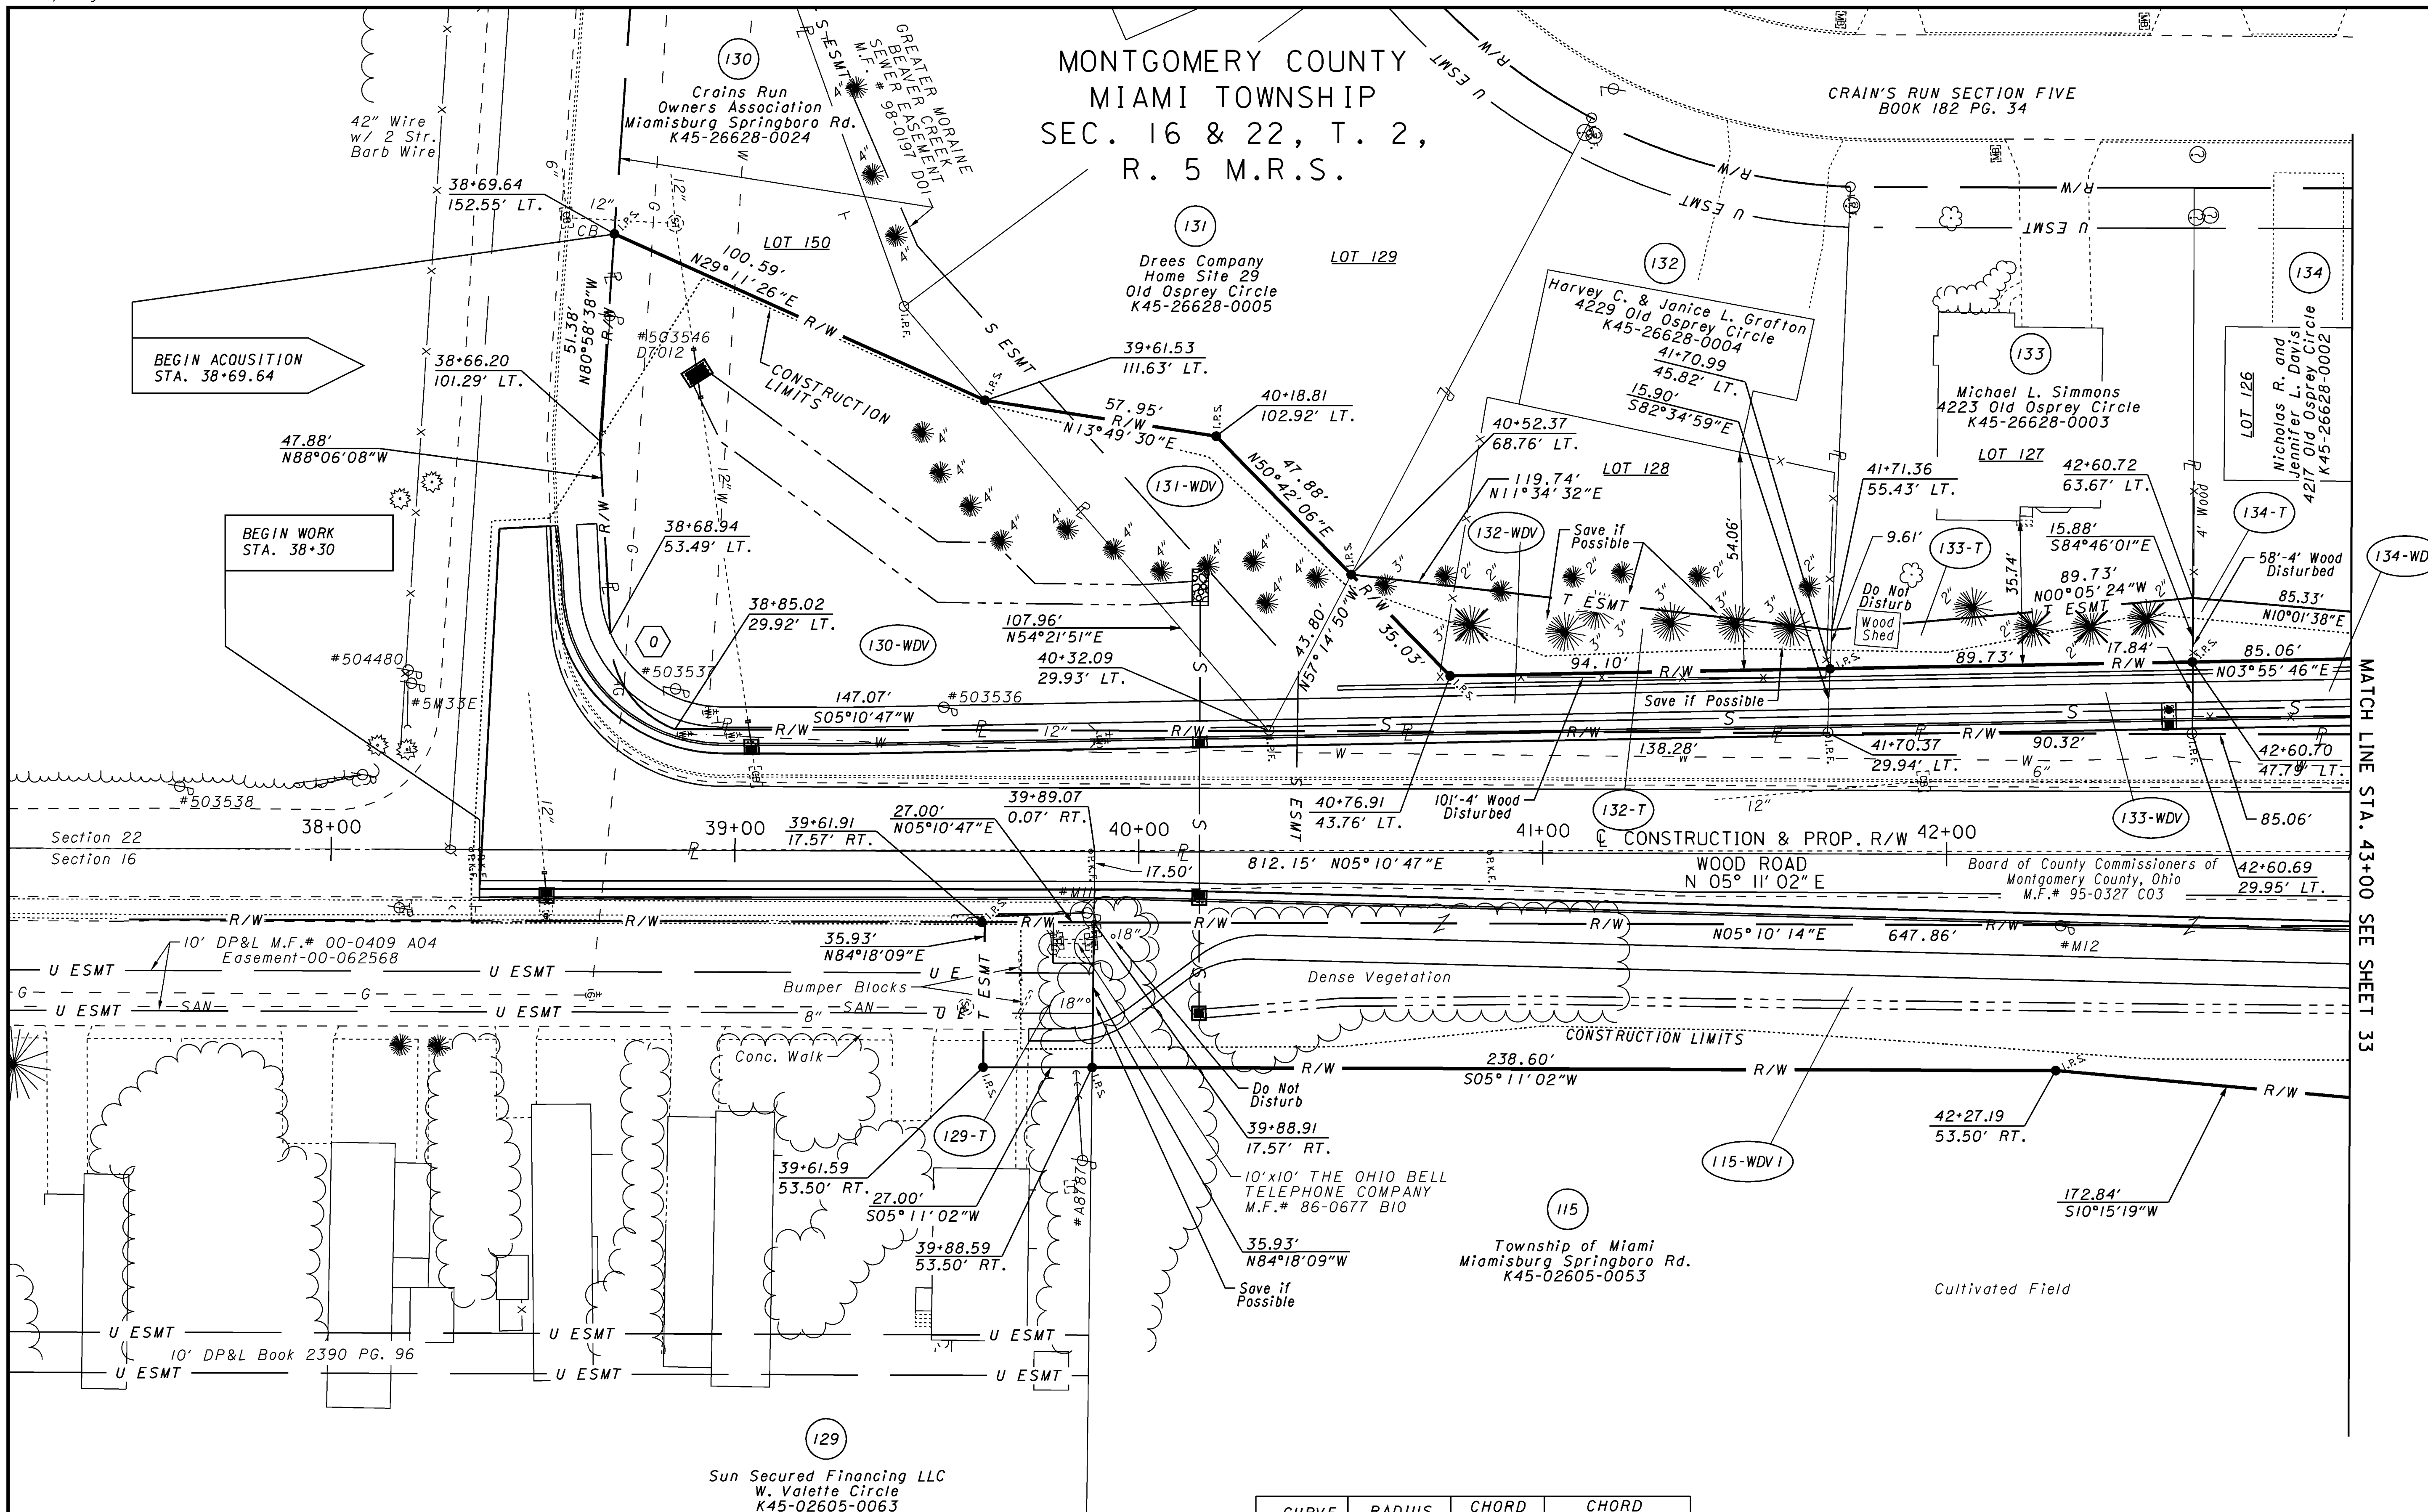 MONTGOMERY COUNTY
MIAMI TOWNSHIP
SEC. 16 & 22, T. 2,
R. 5 M.R.S.
GREATER MORAINE
BEAVER CREEK
SEWER EASEMENT
M.F. # 98-0197 D01
S ESMT
130
Crains Run
Owners Association
Miamisburg Springboro Rd.
K45-26628-0024
42" Wire
w/ 2 Str.
Barb Wire
CRAIN'S RUN SECTION FIVE
BOOK 182 PG. 34
U ESMT
R/W
38+69.64
152.55' LT.
12"
CB
I.P.S.
LOT 150
100.59'
N29°11'26"E
R/W
51.38'
N80°58'38"W
BEGIN ACQUSITION
STA. 38+69.64
38+66.20
101.29' LT.
#503546
D7012
CONSTRUCTION
LIMITS
47.88'
N88°06'08"W
BEGIN WORK
STA. 38+30
38+68.94
53.49' LT.
38+85.02
29.92' LT.
131
Drees Company
Home Site 29
Old Osprey Circle
K45-26628-0005
LOT 129
39+61.53
111.63' LT.
57.95'
R/W
N13°49'30"E
40+18.81
102.92' LT.
47.88'
N50°42'06"E
131-WDV
40+52.37
68.76' LT.
119.74'
N11°34'32"E
LOT 128
132
Harvey C. & Janice L. Grafton
4229 Old Osprey Circle
K45-26628-0004
41+70.99
45.82' LT.
15.90'
S82°34'59"E
132-WDV
Save if
Possible
54.06'
41+71.36
55.43' LT.
9.61'
133
Michael L. Simmons
4223 Old Osprey Circle
K45-26628-0003
LOT 127
42+60.72
63.67' LT.
15.88'
S84°46'01"E
133-T
134
Nicholas R. and
Jennifer L. Davis
4217 Old Osprey Circle
K45-26628-0002
LOT 126
4' Wood
134-T
58'-4' Wood
Disturbed
134-WD
89.73'
N00°05'24"W
T ESMT
35.74'
Do Not
Disturb
Wood
Shed
85.33'
N10°01'38"E
17.84'
85.06'
N03°55'46"E
89.73'
94.10'
R/W
Save if Possible
T ESMT
35.03'
43.80'
N57°14'50"W
107.96'
N54°21'51"E
40+32.09
29.93' LT.
130-WDV
#504480
#5M33E
#503537
#503536
#503538
147.07'
S05°10'47"W
12"
138.28'
41+70.37
29.94' LT.
90.32'
6"
42+60.70
47.79' LT.
85.06'
40+76.91
43.76' LT.
101'-4' Wood
Disturbed
132-T
12"
133-WDV
S ESMT
Section 22
Section 16
38+00
39+00
40+00
41+00
42+00
39+61.91
17.57' RT.
27.00'
N05°10'47"E
39+89.07
0.07' RT.
17.50'
812.15' N05°10'47"E
CONSTRUCTION & PROP. R/W
WOOD ROAD
N 05° 11' 02" E
Board of County Commissioners of
Montgomery County, Ohio
M.F.# 95-0327 C03
42+60.69
29.95' LT.
MATCH LINE STA. 43+00 SEE SHEET 33
#M11
#M12
N05°10'14"E
647.86'
10' DP&L M.F.# 00-0409 A04
Easement-00-062568
U ESMT
SAN
8"
35.93'
N84°18'09"W
Bumper Blocks
T ESMT
18"
18"
Dense Vegetation
CONSTRUCTION LIMITS
Conc. Walk
238.60'
S05°11'02"W
R/W
Do Not
Disturb
129-T
39+61.59
53.50' RT.
27.00'
S05°11'02"W
39+88.59
53.50' RT.
#A8787
39+88.91
17.57' RT.
10'x10' THE OHIO BELL
TELEPHONE COMPANY
M.F.# 86-0677 B10
35.93'
N84°18'09"W
Save if
Possible
42+27.19
53.50' RT.
115-WDV1
172.84'
S10°15'19"W
115
Township of Miami
Miamisburg Springboro Rd.
K45-02605-0053
Cultivated Field
U ESMT
10' DP&L Book 2390 PG. 96
U ESMT
129
Sun Secured Financing LLC
W. Valette Circle
K45-02605-0063
CURVE RADIUS CHORD CHORD